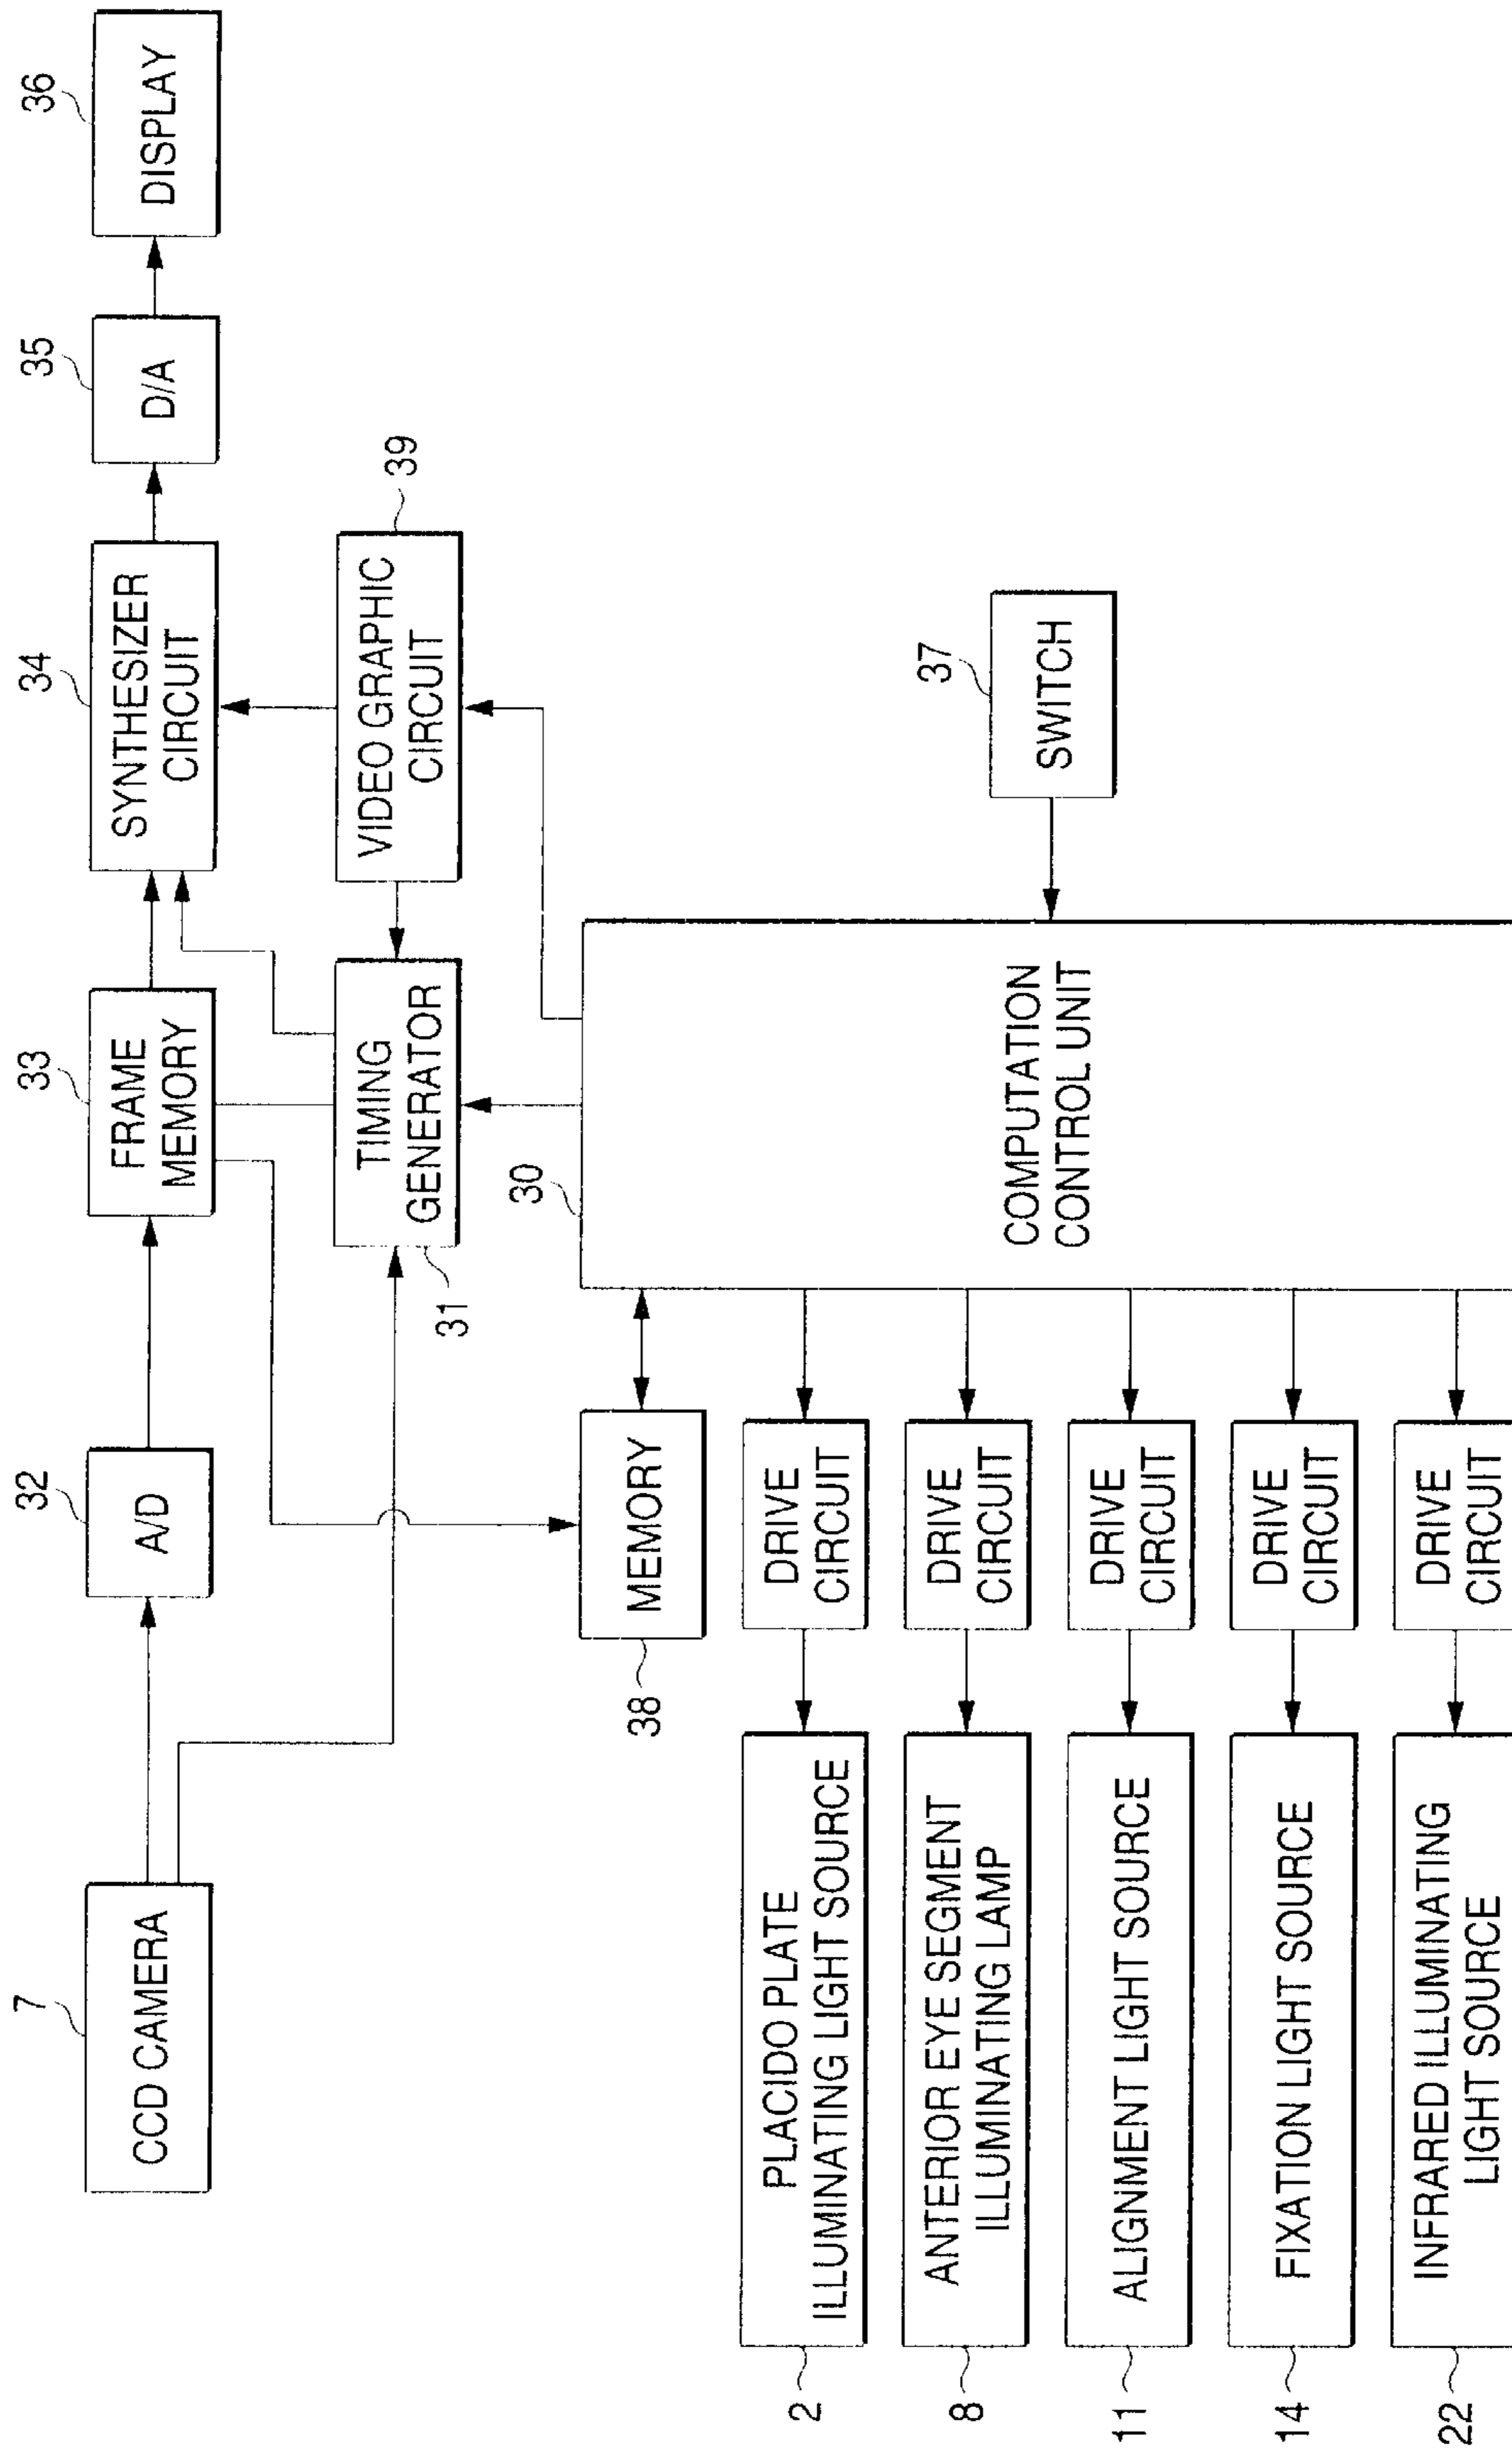 7
CCD CAMERA
32
A/D
33
FRAME
MEMORY
34
SYNTHESIZER
CIRCUIT
35
D/A
36
DISPLAY
31
TIMING
GENERATOR
39
VIDEO GRAPHIC
CIRCUIT
38
MEMORY
30
COMPUTATION
CONTROL UNIT
37
SWITCH
2
PLACIDO PLATE
ILLUMINATING LIGHT SOURCE
DRIVE
CIRCUIT
8
ANTERIOR EYE SEGMENT
ILLUMINATING LAMP
DRIVE
CIRCUIT
11
ALIGNMENT LIGHT SOURCE
DRIVE
CIRCUIT
14
FIXATION LIGHT SOURCE
DRIVE
CIRCUIT
22
INFRARED ILLUMINATING
LIGHT SOURCE
DRIVE
CIRCUIT